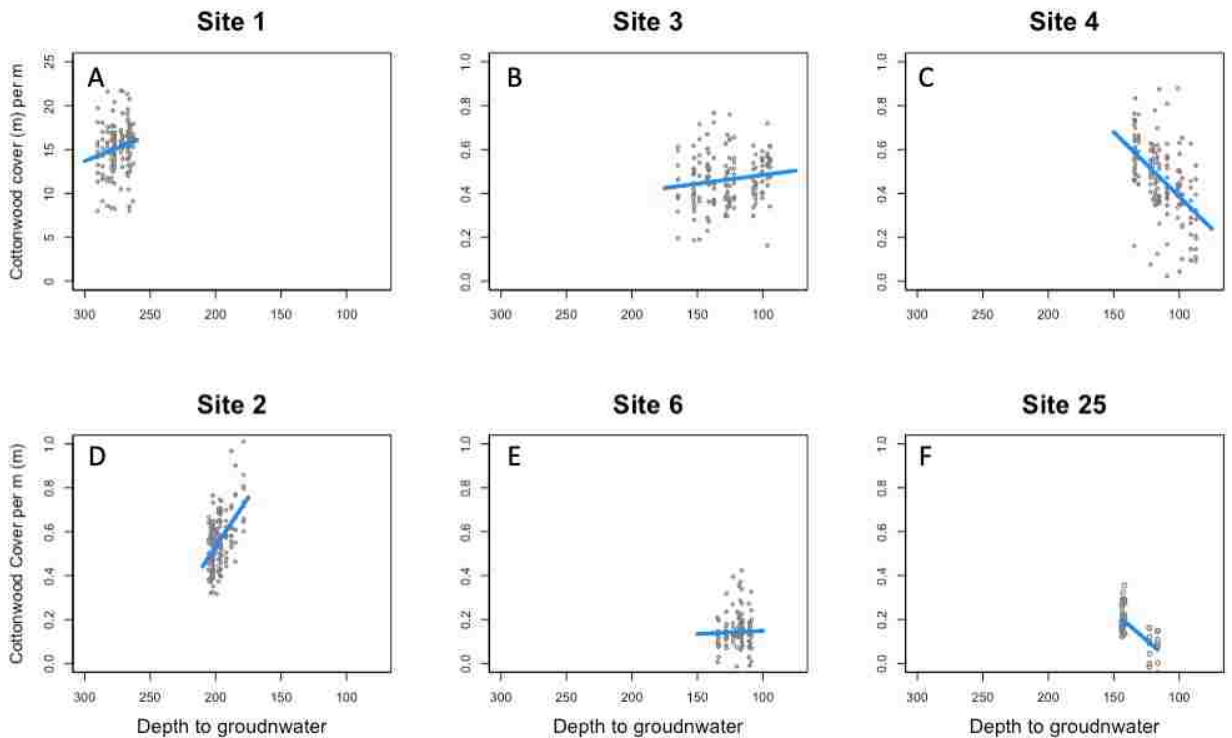 Site 1
Site 3
Site 4
Cottonwood cover (m) per m
A
0 5 10 15 20 25
300 250 200 150 100
B
0.0 0.2 0.4 0.6 0.8 1.0
300 250 200 150 100
C
0.0 0.2 0.4 0.6 0.8 1.0
300 250 200 150 100
Site 2
Site 6
Site 25
Cottonwood Cover per m (m)
D
0.0 0.2 0.4 0.6 0.8 1.0
300 250 200 150 100
Depth to groudnwater
E
0.0 0.2 0.4 0.6 0.8 1.0
300 250 200 150 100
Depth to groudnwater
F
0.0 0.2 0.4 0.6 0.8 1.0
300 250 200 150 100
Depth to groudnwater